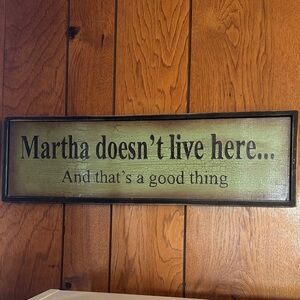 Martha doesn't live here...
And that's a good thing